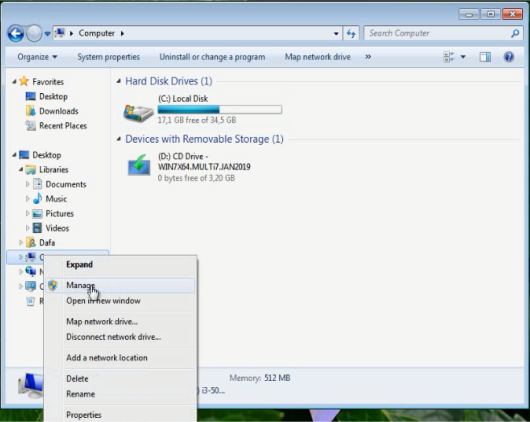 Computer
Search Computer
Organize
System properties
Uninstall or change a program
Map network drive
»
Favorites
Desktop
Downloads
Recent Places
Desktop
Libraries
Documents
Music
Pictures
Videos
Dafa
Hard Disk Drives (1)
(C:) Local Disk
17,1 GB free of 34,5 GB
Devices with Removable Storage (1)
(D:) CD Drive -
WIN7X64.MULTi7.JAN2019
0 bytes free of 3,20 GB
Expand
Manage
Open in new window
Map network drive...
Disconnect network drive...
Add a network location
Delete
Rename
Properties
Memory: 512 MB
i3-50...